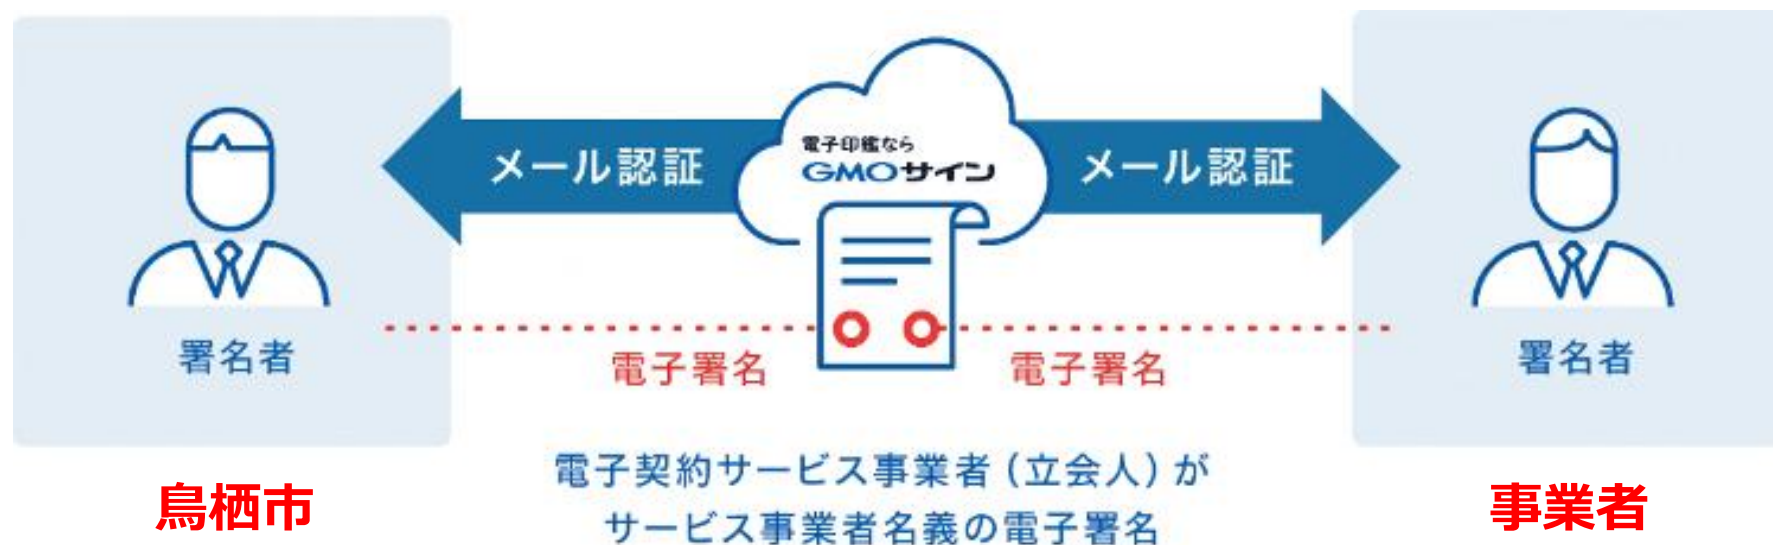 電子印鑑なら
GMOサイン
メール認証
メール認証
署名者
電子署名
電子署名
署名者
電子契約サービス事業者(立会人)が
サービス事業者名義の電子署名
鳥栖市
事業者